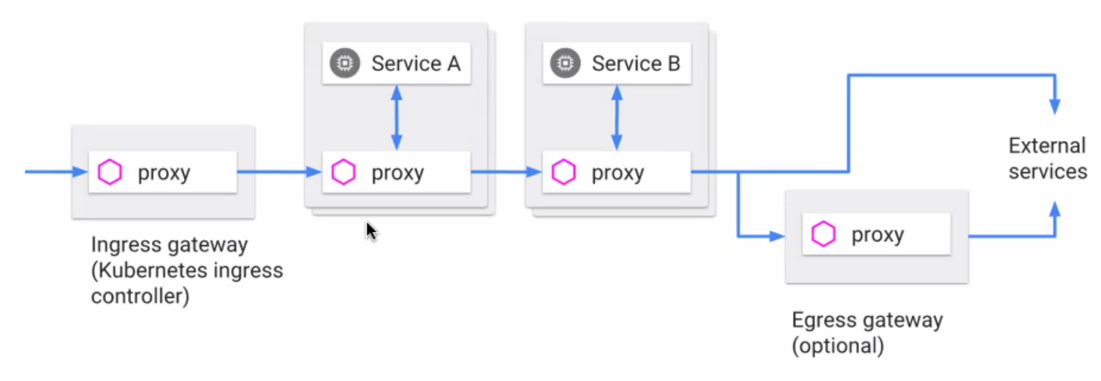 Service A
Service B
proxy
proxy
proxy
External
services
proxy
Ingress gateway
(Kubernetes ingress
controller)
Egress gateway
(optional)